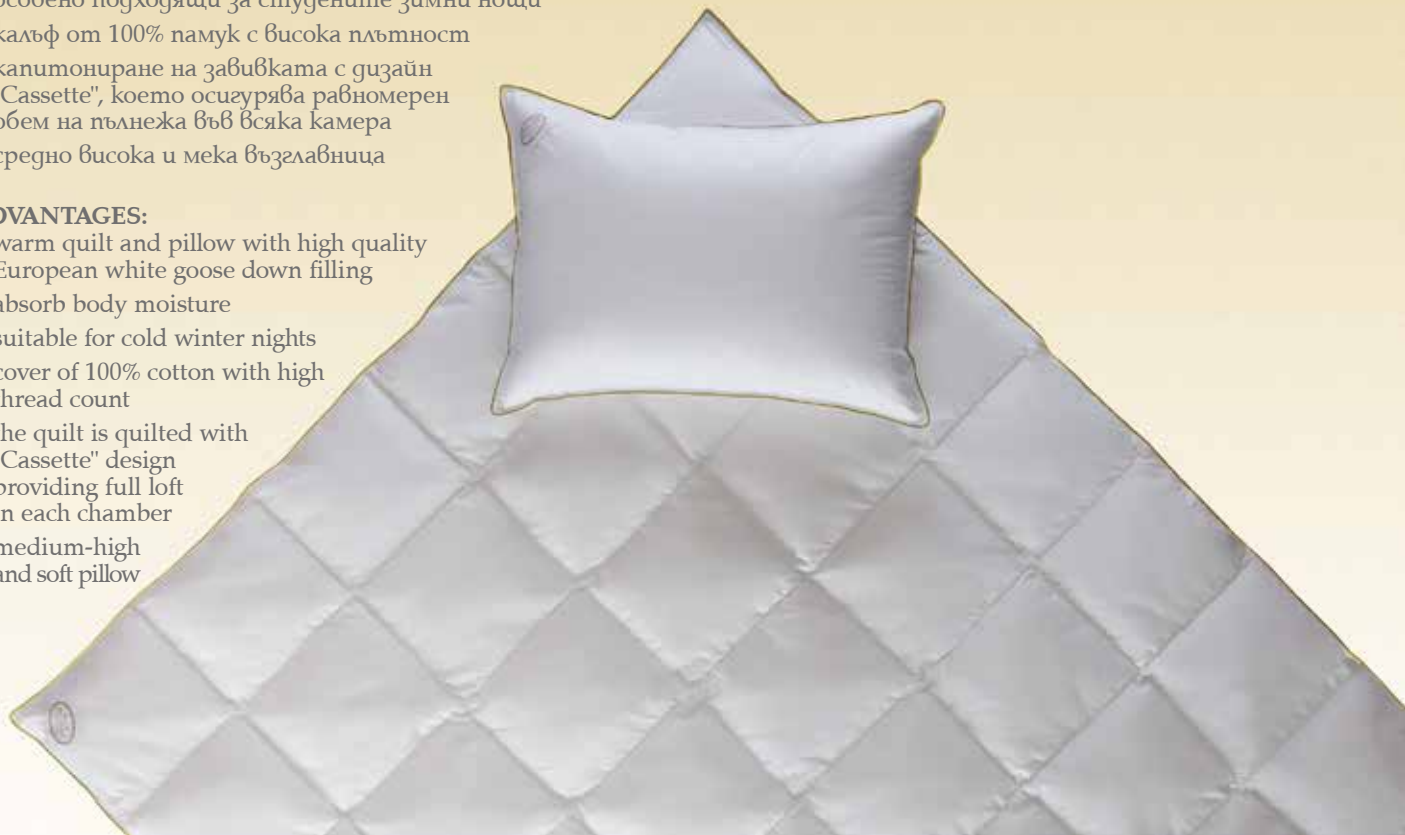 особено подходящи за студените зимни нощи
калъф от 100% памук с висока плътност
капитониране на завивката с дизайн
"Cassette", което осигурява равномерен
обем на пълнежа във всяка камера
средно висока и мека възглавница
DVANTAGES:
warm quilt and pillow with high quality
European white goose down filling
absorb body moisture
suitable for cold winter nights
cover of 100% cotton with high
thread count
the quilt is quilted with
"Cassette" design
providing full loft
in each chamber
medium-high
and soft pillow